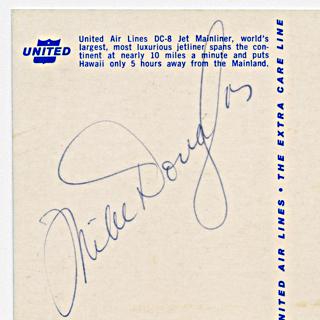 UNITED
United Air Lines DC-8 Jet Mainliner, world's
largest, most luxurious jetliner spans the con-
tinent at nearly 10 miles a minute and puts
Hawaii only 5 hours away from the Mainland.
Mike Douglas
UNITED AIR LINES • THE EXTRA CARE LINE